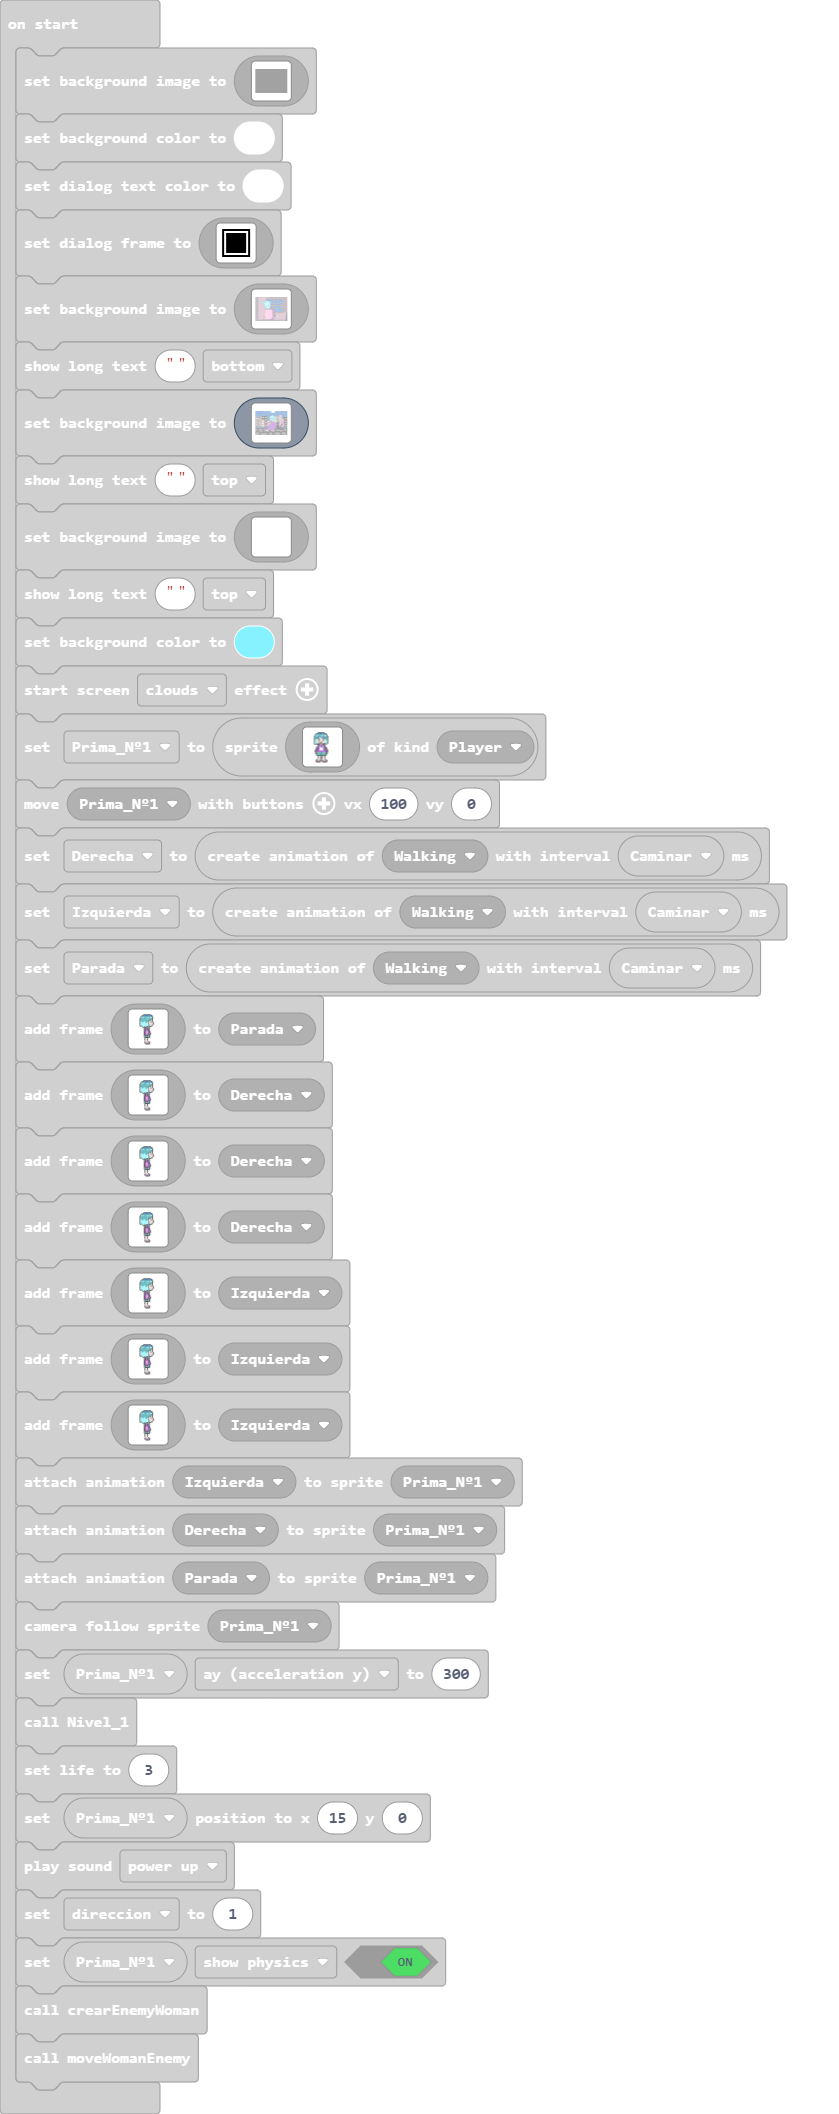 on start
set background image to
set background color to
set dialog text color to
set dialog frame to
set background image to
show long text " " bottom
set background image to
show long text " " top
set background image to
show long text " " top
set background color to
start screen clouds effect
set Prima_Nº1 to sprite of kind Player
move Prima_Nº1 with buttons vx 100 vy 0
set Derecha to create animation of Walking with interval Caminar ms
set Izquierda to create animation of Walking with interval Caminar ms
set Parada to create animation of Walking with interval Caminar ms
add frame to Parada
add frame to Derecha
add frame to Derecha
add frame to Derecha
add frame to Izquierda
add frame to Izquierda
add frame to Izquierda
attach animation Izquierda to sprite Prima_Nº1
attach animation Derecha to sprite Prima_Nº1
attach animation Parada to sprite Prima_Nº1
camera follow sprite Prima_Nº1
set Prima_Nº1 ay (acceleration y) to 300
call Nivel_1
set life to 3
set Prima_Nº1 position to x 15 y 0
play sound power up
set direccion to 1
set Prima_Nº1 show physics ON
call crearEnemyWoman
call moveWomanEnemy